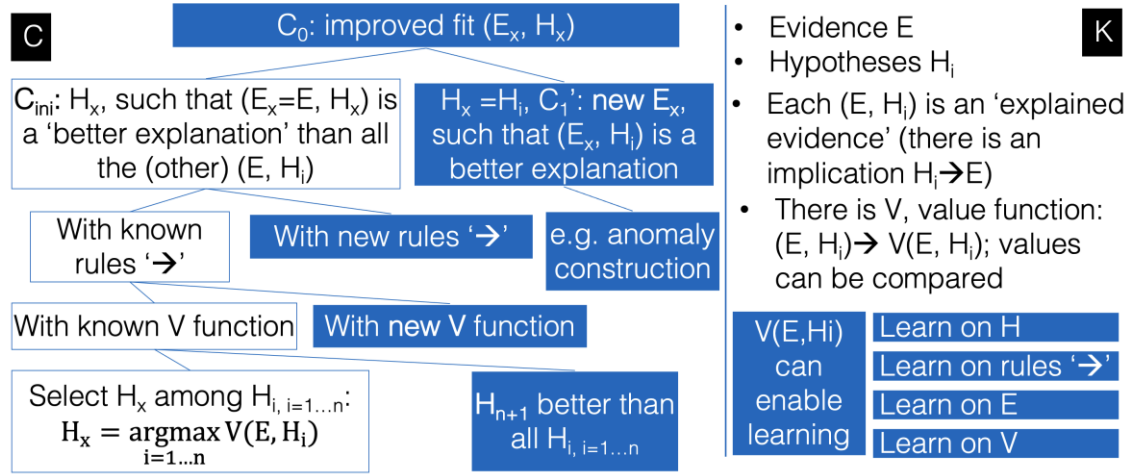 C
C₀: improved fit (Eₓ, Hₓ)
C_ini: Hₓ, such that (Eₓ=E, Hₓ) is
a ‘better explanation’ than all
the (other) (E, Hᵢ)
Hₓ =Hᵢ, C₁’: new Eₓ,
such that (Eₓ, Hᵢ) is a
better explanation
With known
rules ‘➔’
With new rules ‘➔’
e.g. anomaly
construction
With known V function
With new V function
Select Hₓ among Hᵢ, ᵢ₌₁…ₙ:
Hₓ = argmax V(E, Hᵢ)
i=1…n
Hₙ₊₁ better than
all Hᵢ, ᵢ₌₁…ₙ
K
• Evidence E
• Hypotheses Hᵢ
• Each (E, Hᵢ) is an ‘explained
evidence’ (there is an
implication Hᵢ➔E)
• There is V, value function:
(E, Hᵢ)➔ V(E, Hᵢ); values
can be compared
V(E,Hi)
can
enable
learning
Learn on H
Learn on rules ‘➔’
Learn on E
Learn on V